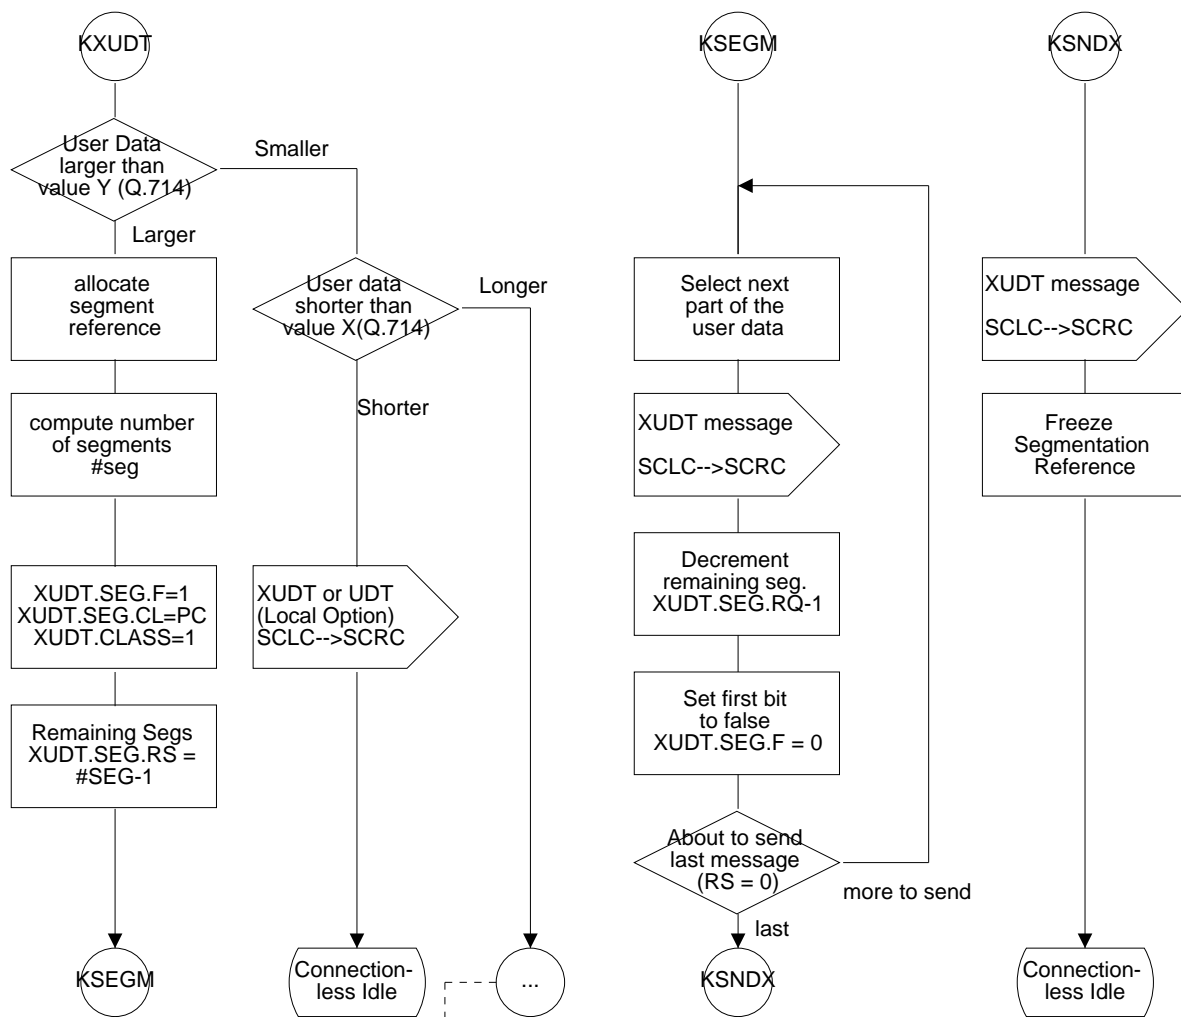 KXUDT
User Data
larger than
value Y (Q.714)
Smaller
Larger
allocate
segment
reference
compute number
of segments
#seg
XUDT.SEG.F=1
XUDT.SEG.CL=PC
XUDT.CLASS=1
Remaining Segs
XUDT.SEG.RS =
#SEG-1
KSEGM
User data
shorter than
value X(Q.714)
Longer
Shorter
XUDT or UDT
(Local Option)
SCLC-->SCRC
Connection-
less Idle
...
KSEGM
Select next
part of the
user data
XUDT message
SCLC-->SCRC
Decrement
remaining seg.
XUDT.SEG.RQ-1
Set first bit
to false
XUDT.SEG.F = 0
About to send
last message
(RS = 0)
more to send
last
KSNDX
KSNDX
XUDT message
SCLC-->SCRC
Freeze
Segmentation
Reference
Connection-
less Idle